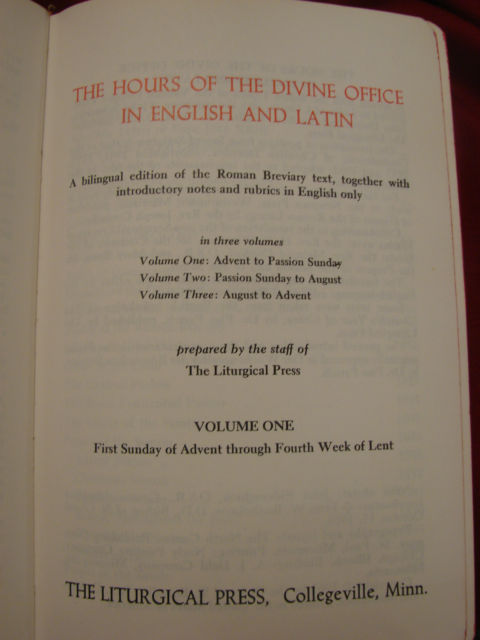 THE HOURS OF THE DIVINE OFFICE
IN ENGLISH AND LATIN
A bilingual edition of the Roman Breviary text, together with
introductory notes and rubrics in English only
in three volumes
Volume One: Advent to Passion Sunday
Volume Two: Passion Sunday to August
Volume Three: August to Advent
prepared by the staff of
The Liturgical Press
VOLUME ONE
First Sunday of Advent through Fourth Week of Lent
THE LITURGICAL PRESS, Collegeville, Minn.